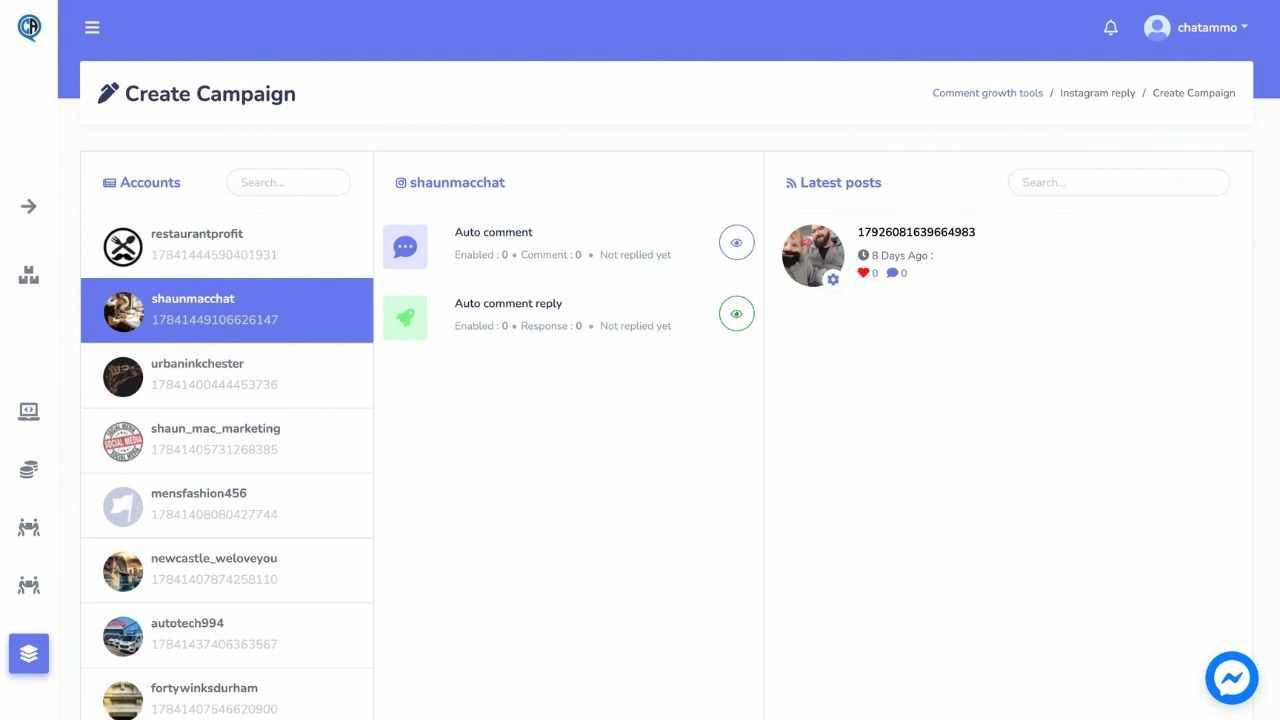 CA
chatammo
Create Campaign
Comment growth tools / Instagram reply / Create Campaign
Accounts
Search...
restaurantprofit
17841444590401931
shaunmacchat
17841449106626147
urbaninkchester
17841400444453736
shaun_mac_marketing
17841405731268385
mensfashion456
17841408080427744
newcastle_weloveyou
17841407874258110
autotech994
17841437406363567
fortywinksdurham
17841407546620900
shaunmacchat
Auto comment
Enabled : 0 • Comment : 0 • Not replied yet
Auto comment reply
Enabled : 0 • Response : 0 • Not replied yet
Latest posts
Search...
17926081639664983
8 Days Ago :
0 0
SOCIAL MEDIA